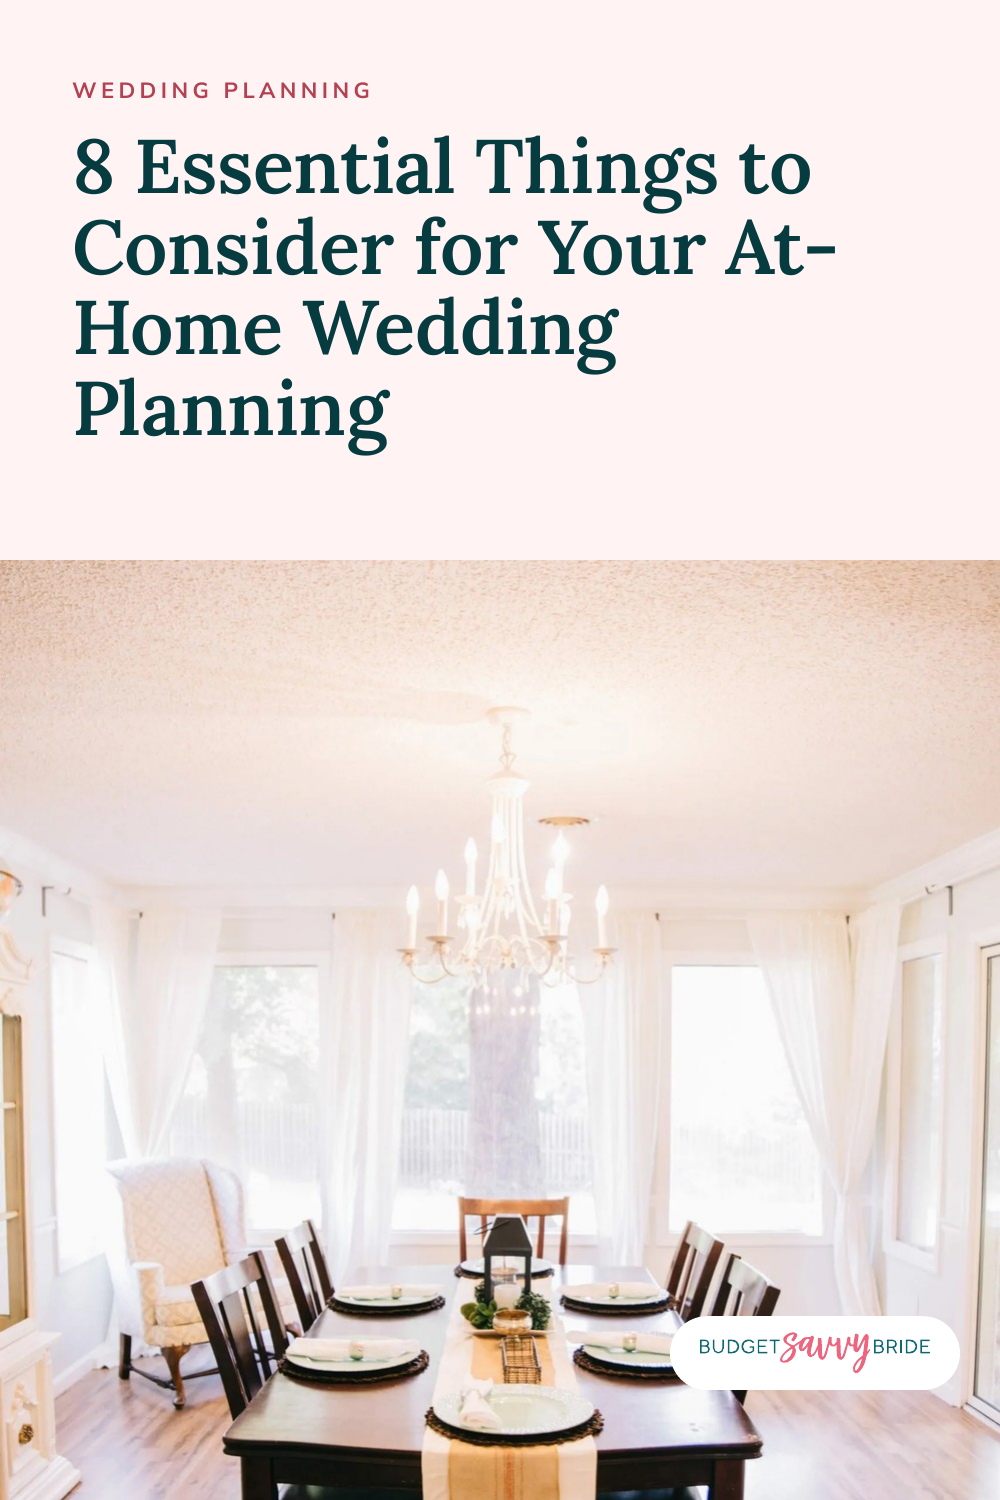 WEDDING PLANNING
8 Essential Things to
Consider for Your At-
Home Wedding
Planning
BUDGET savvy BRIDE